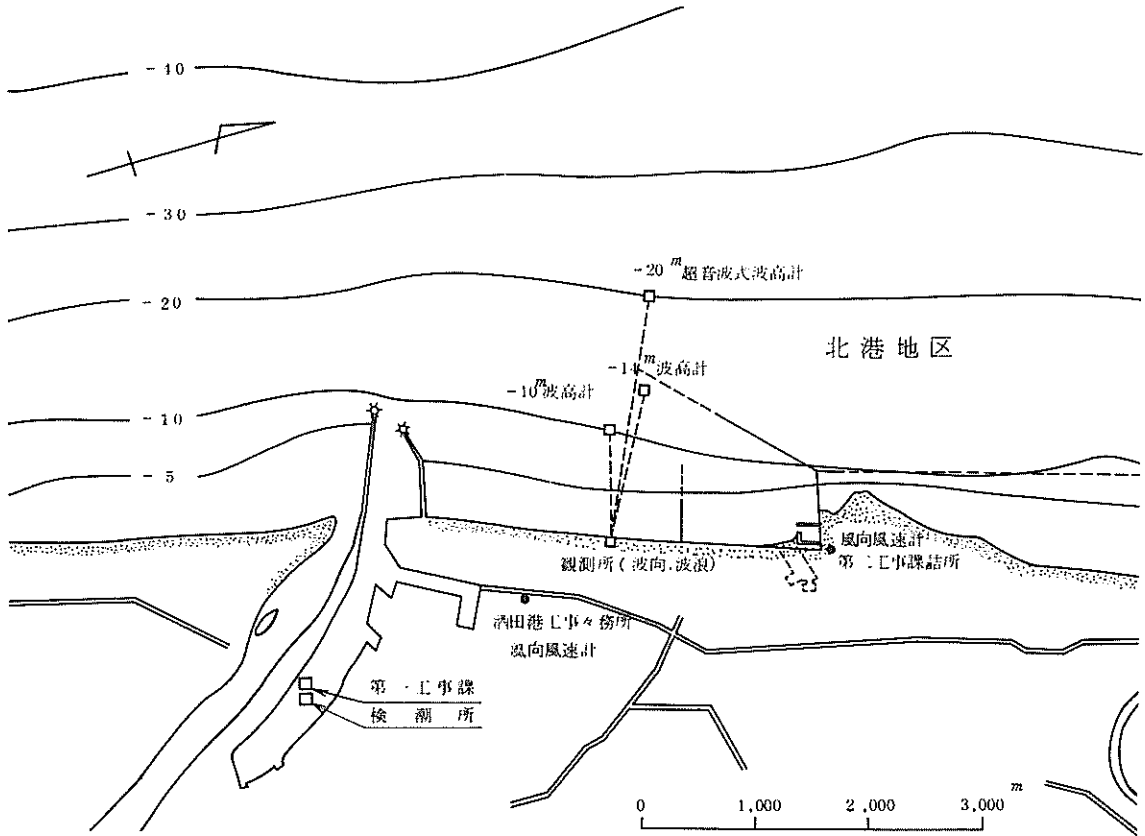 -40
-30
-20m超音波式波高計
-20
北港地区
-14m波高計
-10m波高計
-10
-5
風向風速計
第二工事課詰所
観測所(波向.波浪)
酒田港工事々務所
風向風速計
第一工事課
検潮所
0 1,000 2,000 3,000 m